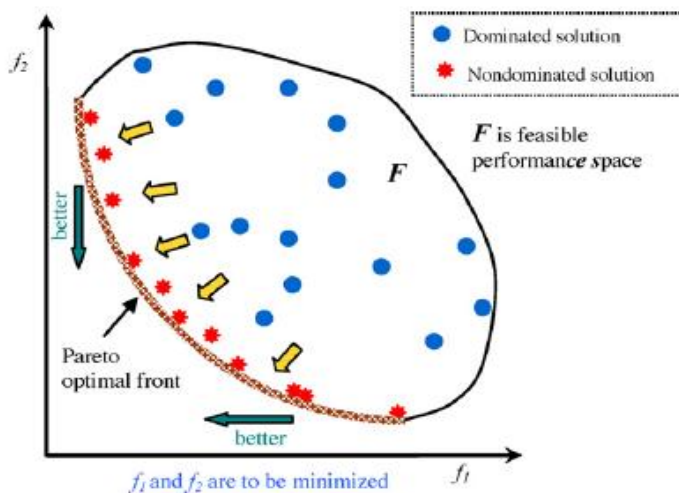 f2
Dominated solution
Nondominated solution
F is feasible
performance space
F
better
Pareto
optimal front
better
f1 and f2 are to be minimized
f1